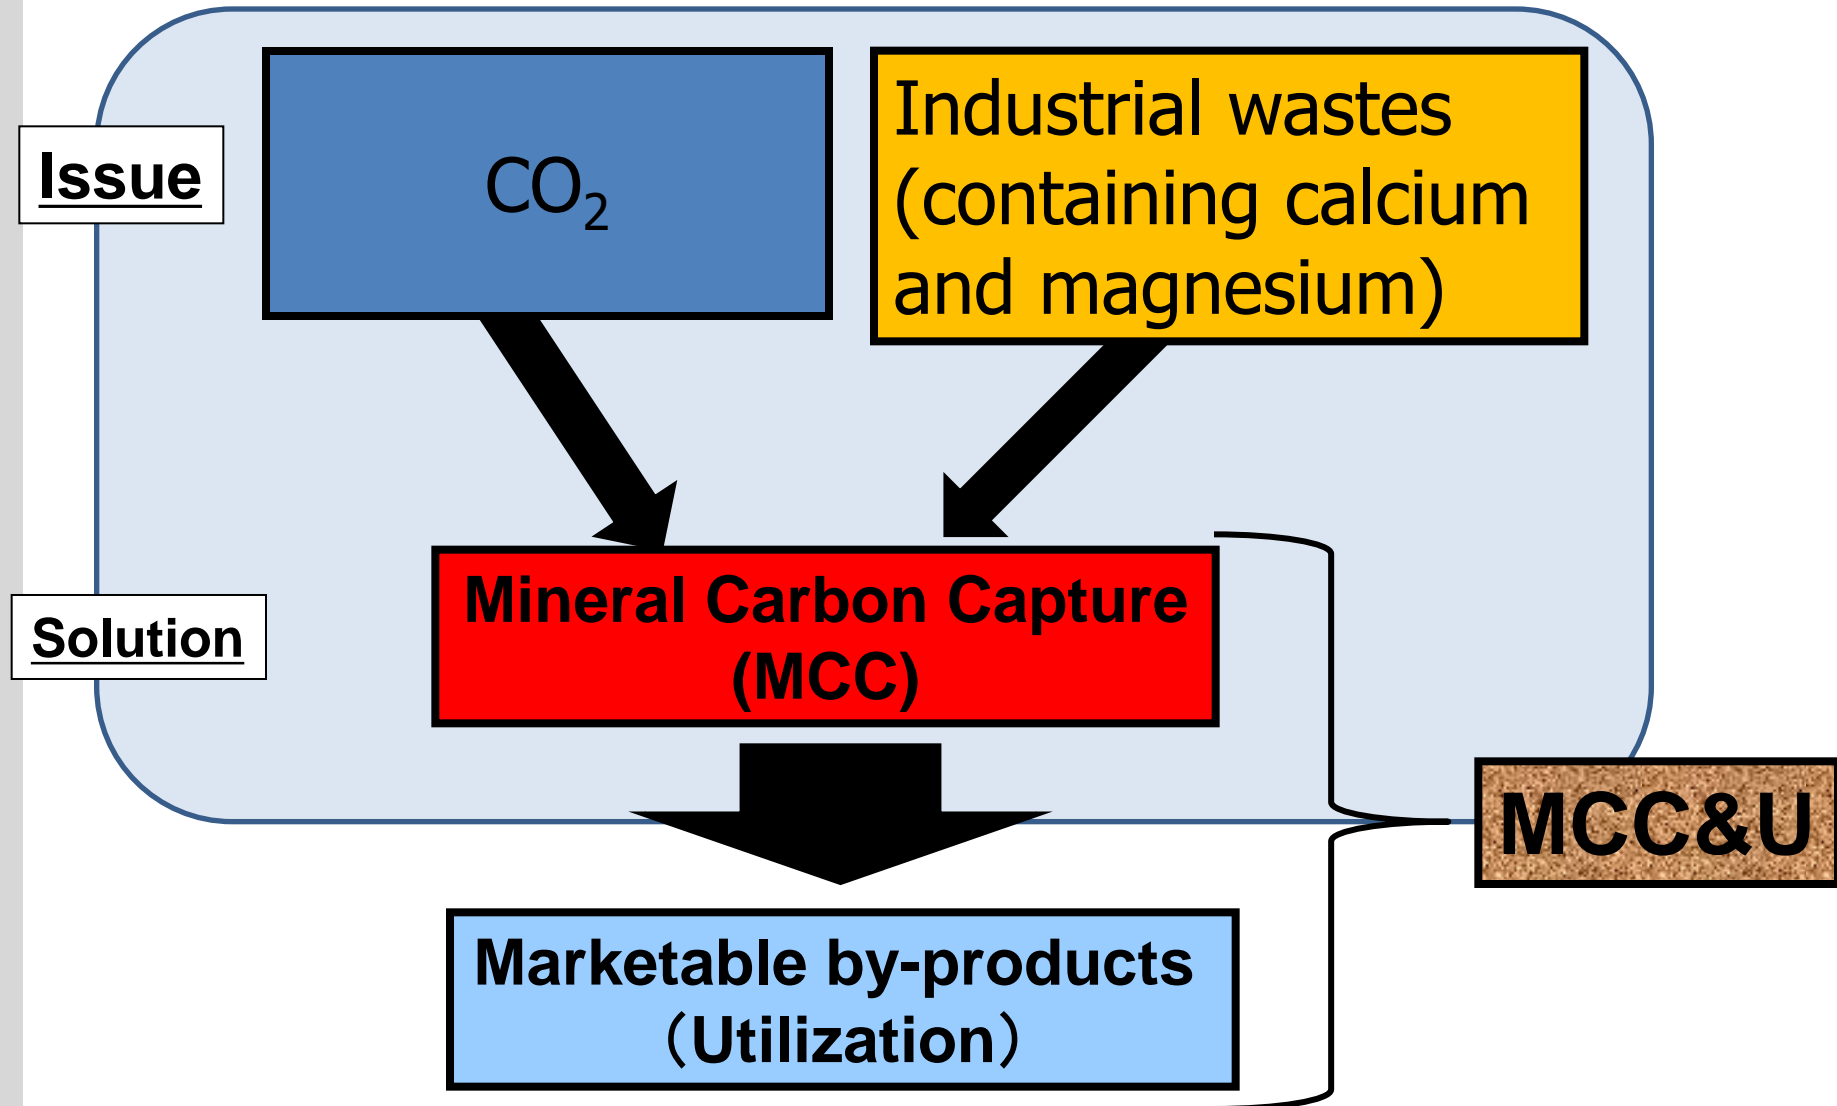 Issue
CO₂
Industrial wastes
(containing calcium
and magnesium)
Solution
Mineral Carbon Capture
(MCC)
MCC&U
Marketable by-products
（Utilization）